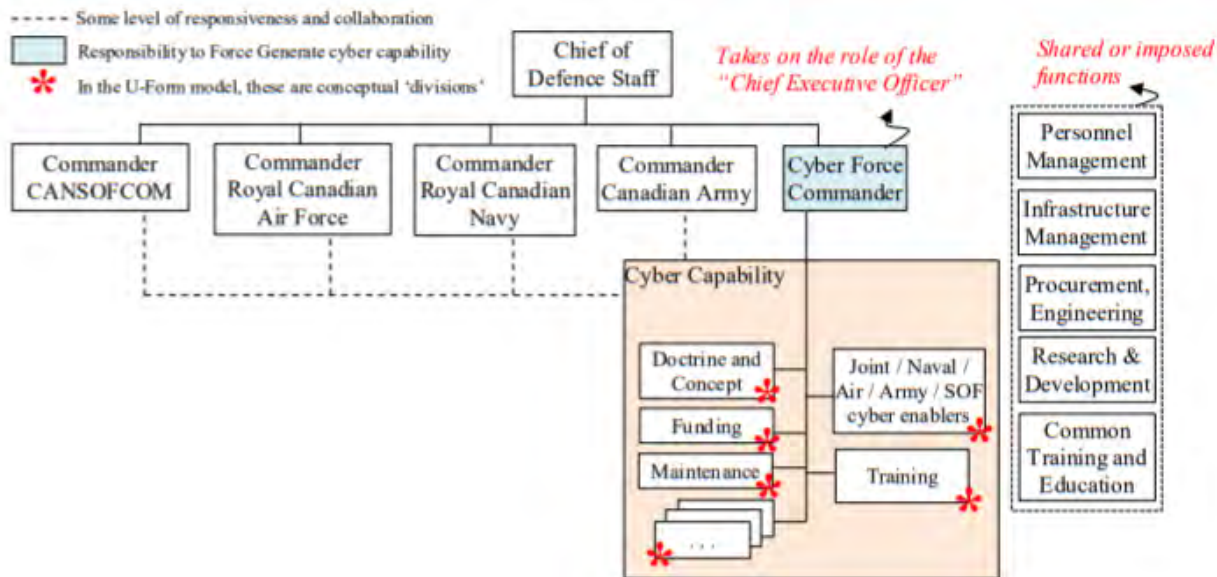 Some level of responsiveness and collaboration
Responsibility to Force Generate cyber capability
In the U-Form model, these are conceptual ‘divisions’
Chief of
Defence Staff
Takes on the role of the
“Chief Executive Officer”
Shared or imposed
functions
Commander
CANSOFCOM
Commander
Royal Canadian
Air Force
Commander
Royal Canadian
Navy
Commander
Canadian Army
Cyber Force
Commander
Cyber Capability
Doctrine and
Concept
Funding
Maintenance
. . .
Joint / Naval /
Air / Army / SOF
cyber enablers
Training
Personnel
Management
Infrastructure
Management
Procurement,
Engineering
Research &
Development
Common
Training and
Education